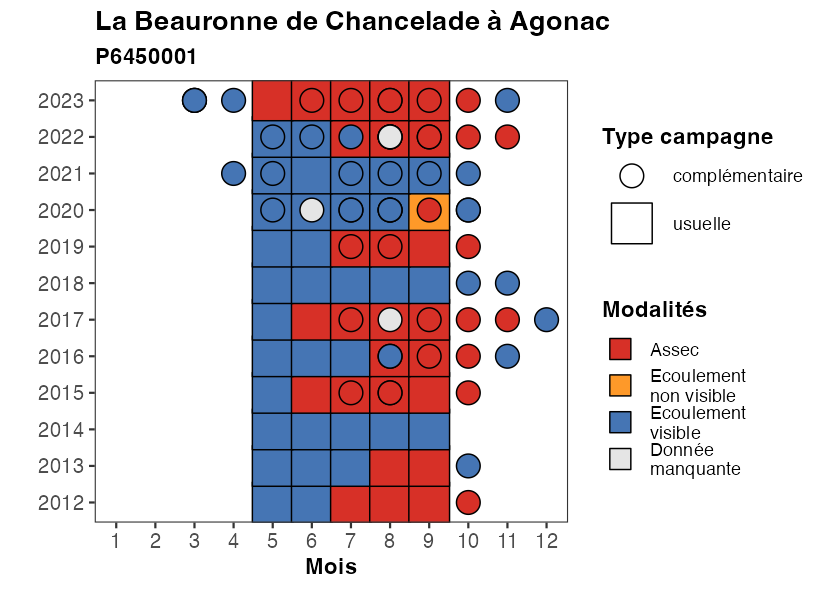 La Beauronne de Chancelade à Agonac
P6450001
2023
2022
2021
2020
2019
2018
2017
2016
2015
2014
2013
2012
1 2 3 4 5 6 7 8 9 10 11 12
Mois
Type campagne
complémentaire
usuelle
Modalités
Assec
Ecoulement
non visible
Ecoulement
visible
Donnée
manquante